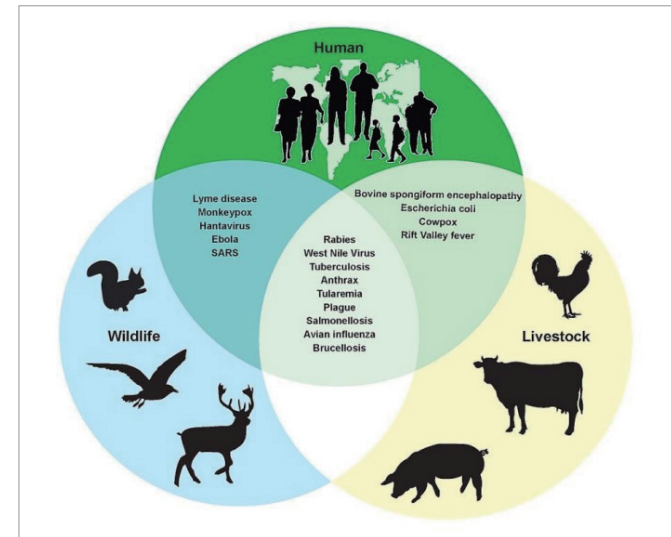 Human
Lyme disease
Monkeypox
Hantavirus
Ebola
SARS
Bovine spongiform encephalopathy
Escherichia coli
Cowpox
Rift Valley fever
Rabies
West Nile Virus
Tuberculosis
Anthrax
Tularemia
Plague
Salmonellosis
Avian influenza
Brucellosis
Wildlife
Livestock